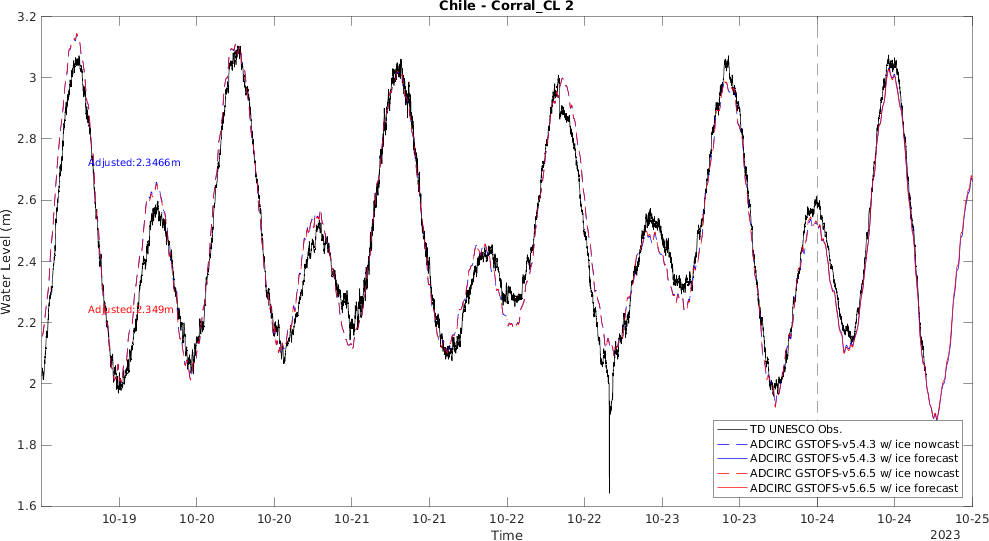 Chile - Corral_CL 2
3.2
3
2.8
2.6
2.4
2.2
2
1.8
1.6
Water Level (m)
Adjusted:2.3466m
Adjusted:2.349m
TD UNESCO Obs.
ADCIRC GSTOFS-v5.4.3 w/ ice nowcast
ADCIRC GSTOFS-v5.4.3 w/ ice forecast
ADCIRC GSTOFS-v5.6.5 w/ ice nowcast
ADCIRC GSTOFS-v5.6.5 w/ ice forecast
10-19 10-20 10-20 10-21 10-21 10-22 10-22 10-23 10-23 10-24 10-24 10-25
Time
2023